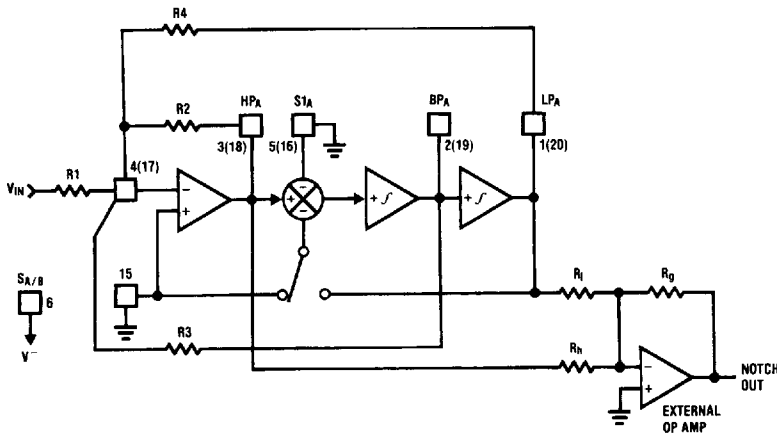 R4
R2
HPA
S1A
BPA
LPA
3(18)
5(16)
2(19)
1(20)
R1
4(17)
VIN
−
+
−
+
−
+ ∫
+ ∫
SA/B
6
V−
15
R3
Rl
Rg
Rh
−
+
NOTCH
OUT
EXTERNAL
OP AMP